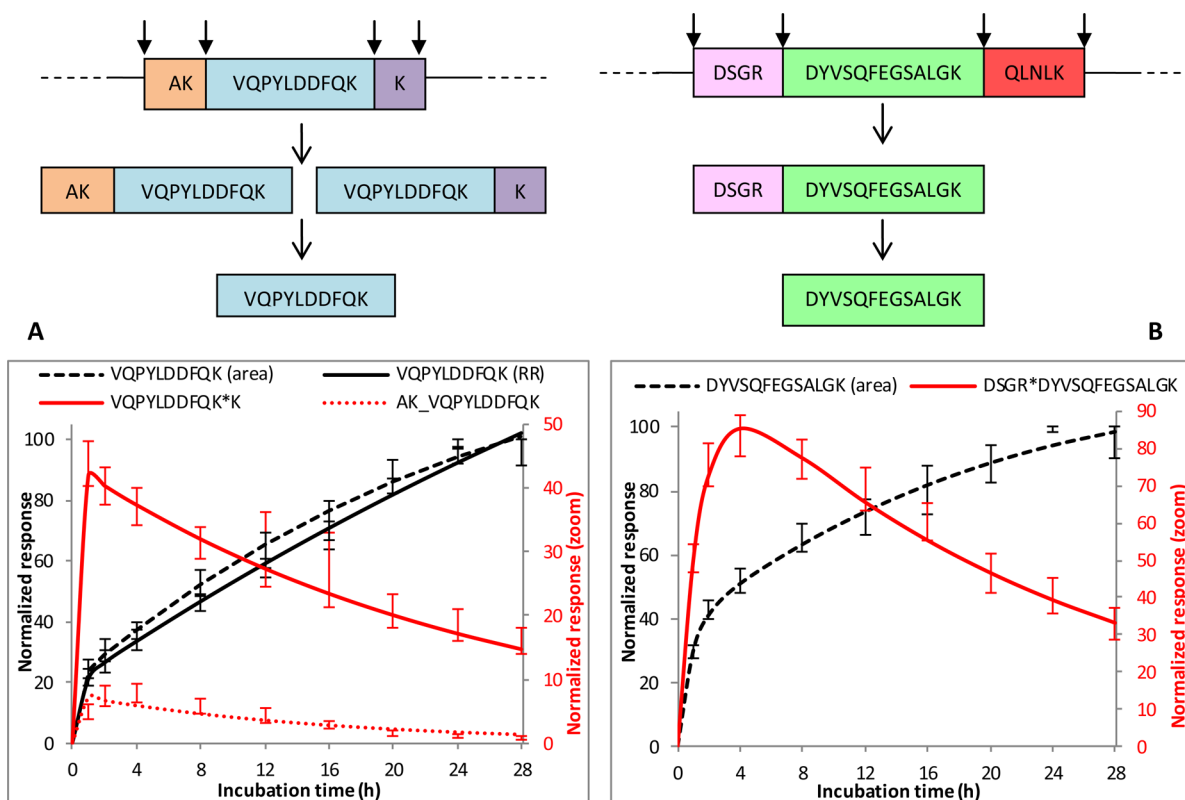 AK VQPYLDDFQK K
AK VQPYLDDFQK VQPYLDDFQK K
VQPYLDDFQK
A
DSGR DYVSQFEGSALGK QLNLK
DSGR DYVSQFEGSALGK
DYVSQFEGSALGK
B
VQPYLDDFQK (area) VQPYLDDFQK (RR)
VQPYLDDFQK*K AK_VQPYLDDFQK
Normalized response
100
80
60
40
20
0
Normalized response (zoom)
50
40
30
20
10
0
0 4 8 12 16 20 24 28
Incubation time (h)
DYVSQFEGSALGK (area) DSGR*DYVSQFEGSALGK
Normalized response
100
80
60
40
20
0
Normalized response (zoom)
90
80
70
60
50
40
30
20
10
0
0 4 8 12 16 20 24 28
Incubation time (h)